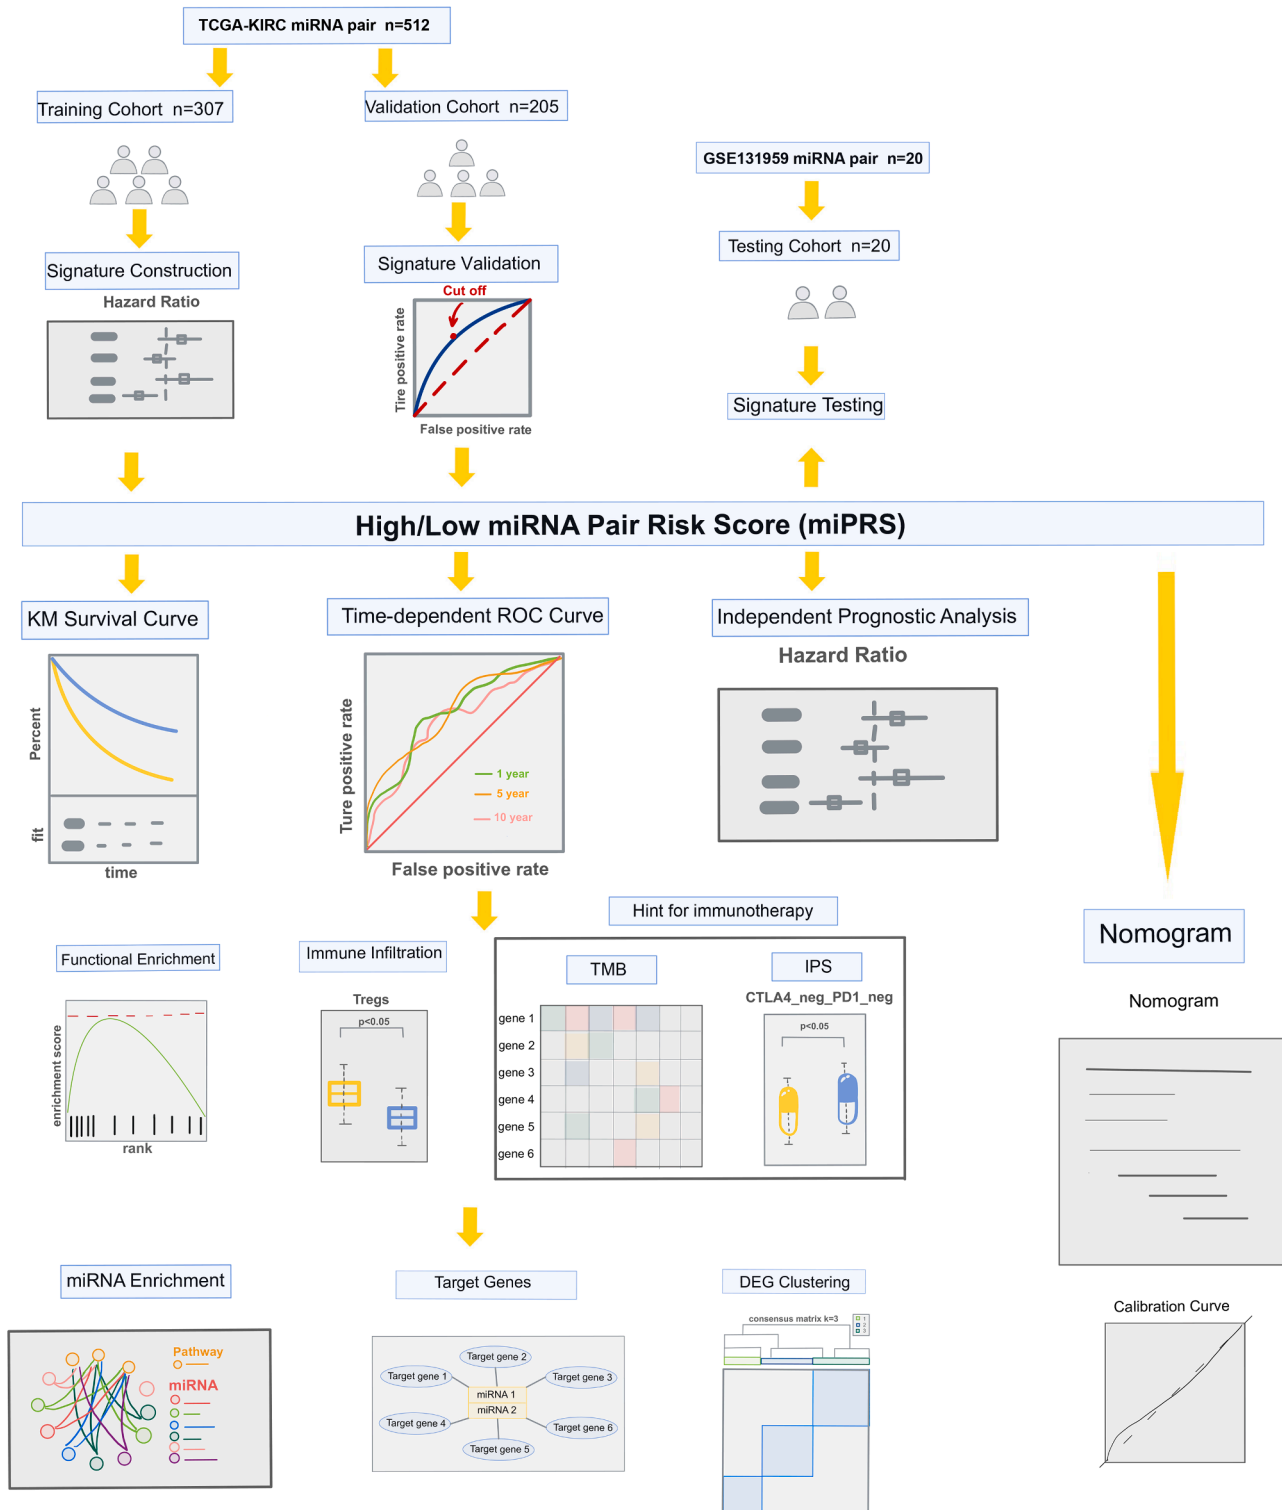 TCGA-KIRC miRNA pair n=512
Training Cohort n=307
Validation Cohort n=205
GSE131959 miRNA pair n=20
Testing Cohort n=20
Signature Construction
Signature Validation
Hazard Ratio
Cut off
Tire positive rate
False positive rate
Signature Testing
High/Low miRNA Pair Risk Score (miPRS)
KM Survival Curve
Time-dependent ROC Curve
Independent Prognostic Analysis
Hazard Ratio
Percent
fit
time
Ture positive rate
1 year
5 year
10 year
False positive rate
Hint for immunotherapy
Nomogram
Functional Enrichment
Immune Infiltration
TMB
IPS
Tregs
CTLA4_neg_PD1_neg
Nomogram
enrichment score
rank
p<0.05
gene 1
gene 2
gene 3
gene 4
gene 5
gene 6
p<0.05
miRNA Enrichment
Target Genes
DEG Clustering
Calibration Curve
Pathway
miRNA
Target gene 2
Target gene 1
Target gene 3
miRNA 1
miRNA 2
Target gene 4
Target gene 6
Target gene 5
consensus matrix k=3
1
2
3